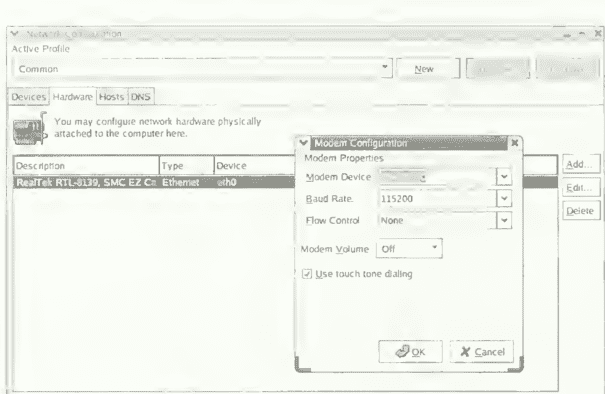 Network Configuration
Active Profile
Common
New
Devices Hardware Hosts DNS
You may configure network hardware physically
attached to the computer here.
Description Type Device
RealTek RTL-8139, SMC EZ Ca Ethernet eth0
Add...
Edit...
Delete
Modem Configuration
Modem Properties
Modem Device
Baud Rate. 115200
Flow Control None
Modem Volume Off
Use touch tone dialing
OK Cancel